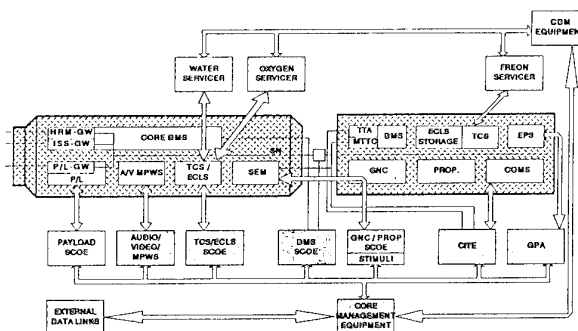 CDM
EQUIPMENT
WATER
SERVICER
OXYGEN
SERVICER
FREON
SERVICER
HRM-GW
ISS-GW
CORE DMS
P/L-GW
P/L
A/V MPWS
TCS /
ECLS
SEM
SN
TTA
MTTC
DMS
ECLS
STORAGE
TCS
EPS
GNC
PROP.
COMS
PAYLOAD
SCOE
AUDIO/
VIDEO/
MPWS
TCS/ECLS
SCOE
DMS
SCOE
GNC / PROP
SCOE
STIMULI
CITE
GPA
EXTERNAL
DATA LINKS
CORE
MANAGEMENT
EQUIPMENT